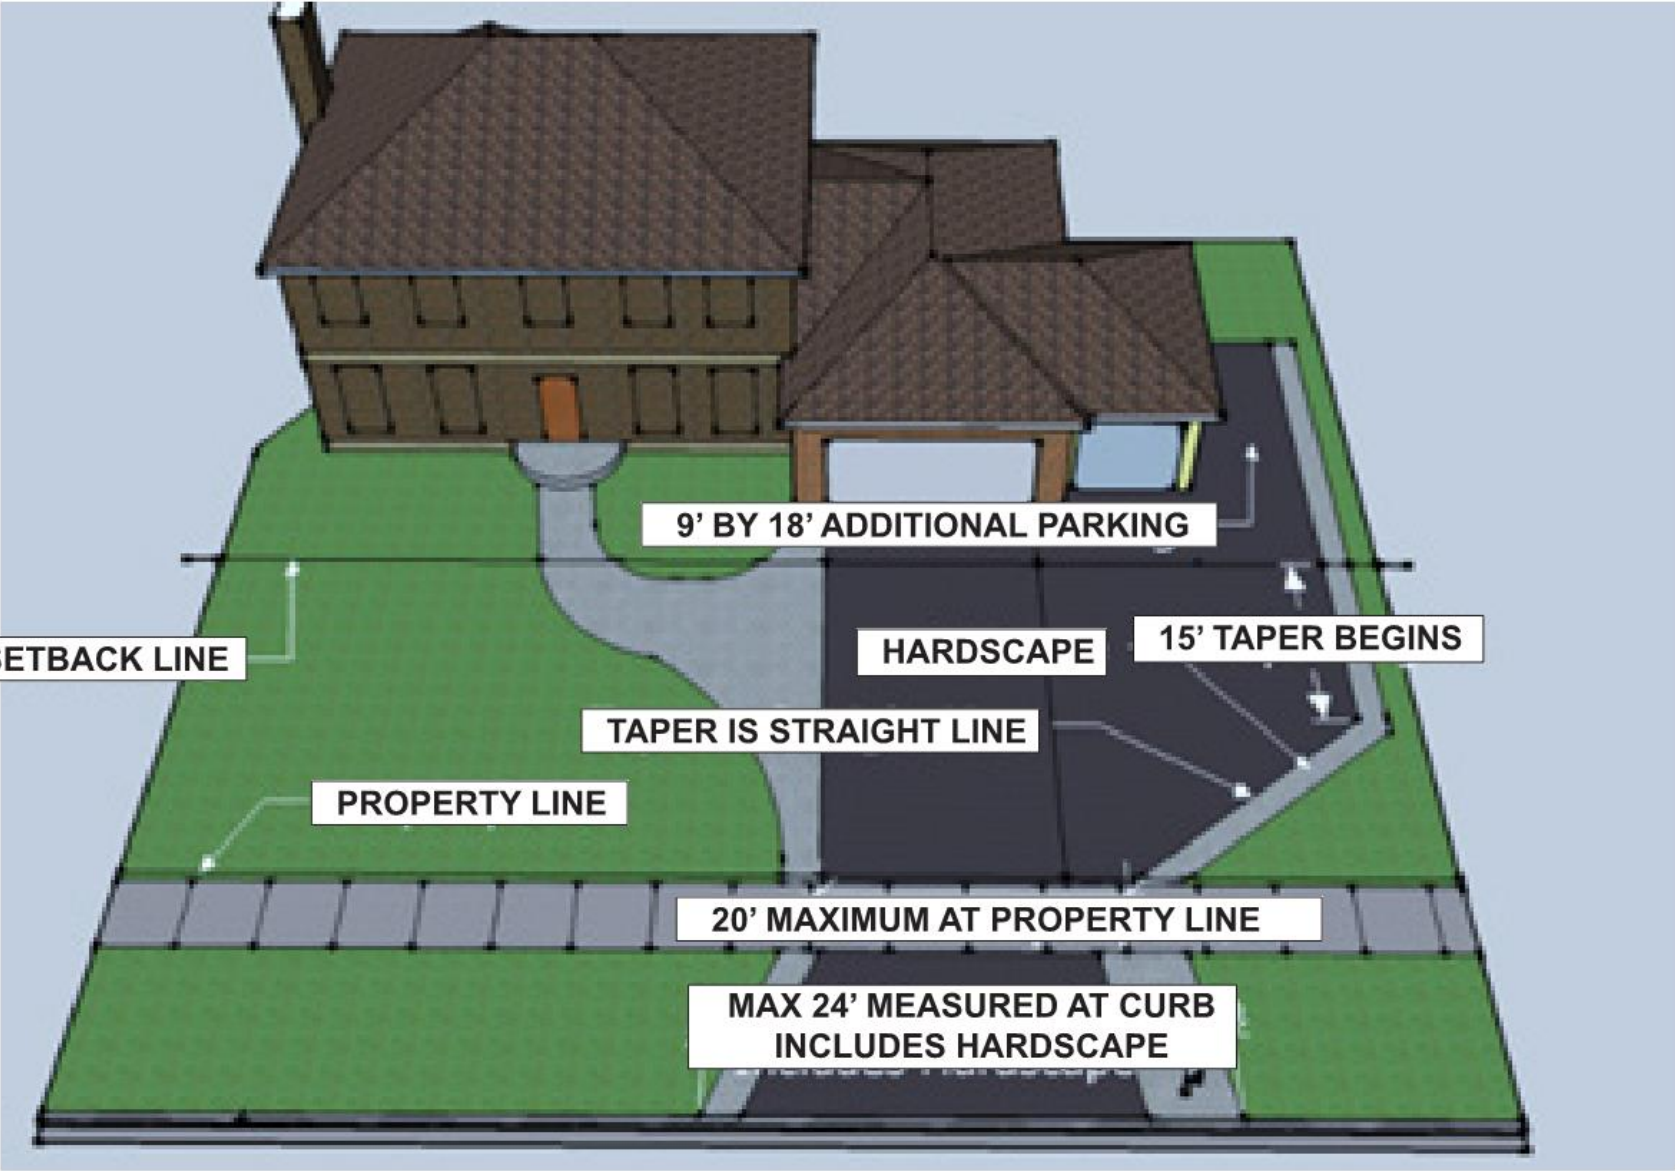 9’ BY 18’ ADDITIONAL PARKING
15’ TAPER BEGINS
HARDSCAPE
SETBACK LINE
TAPER IS STRAIGHT LINE
PROPERTY LINE
20’ MAXIMUM AT PROPERTY LINE
MAX 24’ MEASURED AT CURB
INCLUDES HARDSCAPE